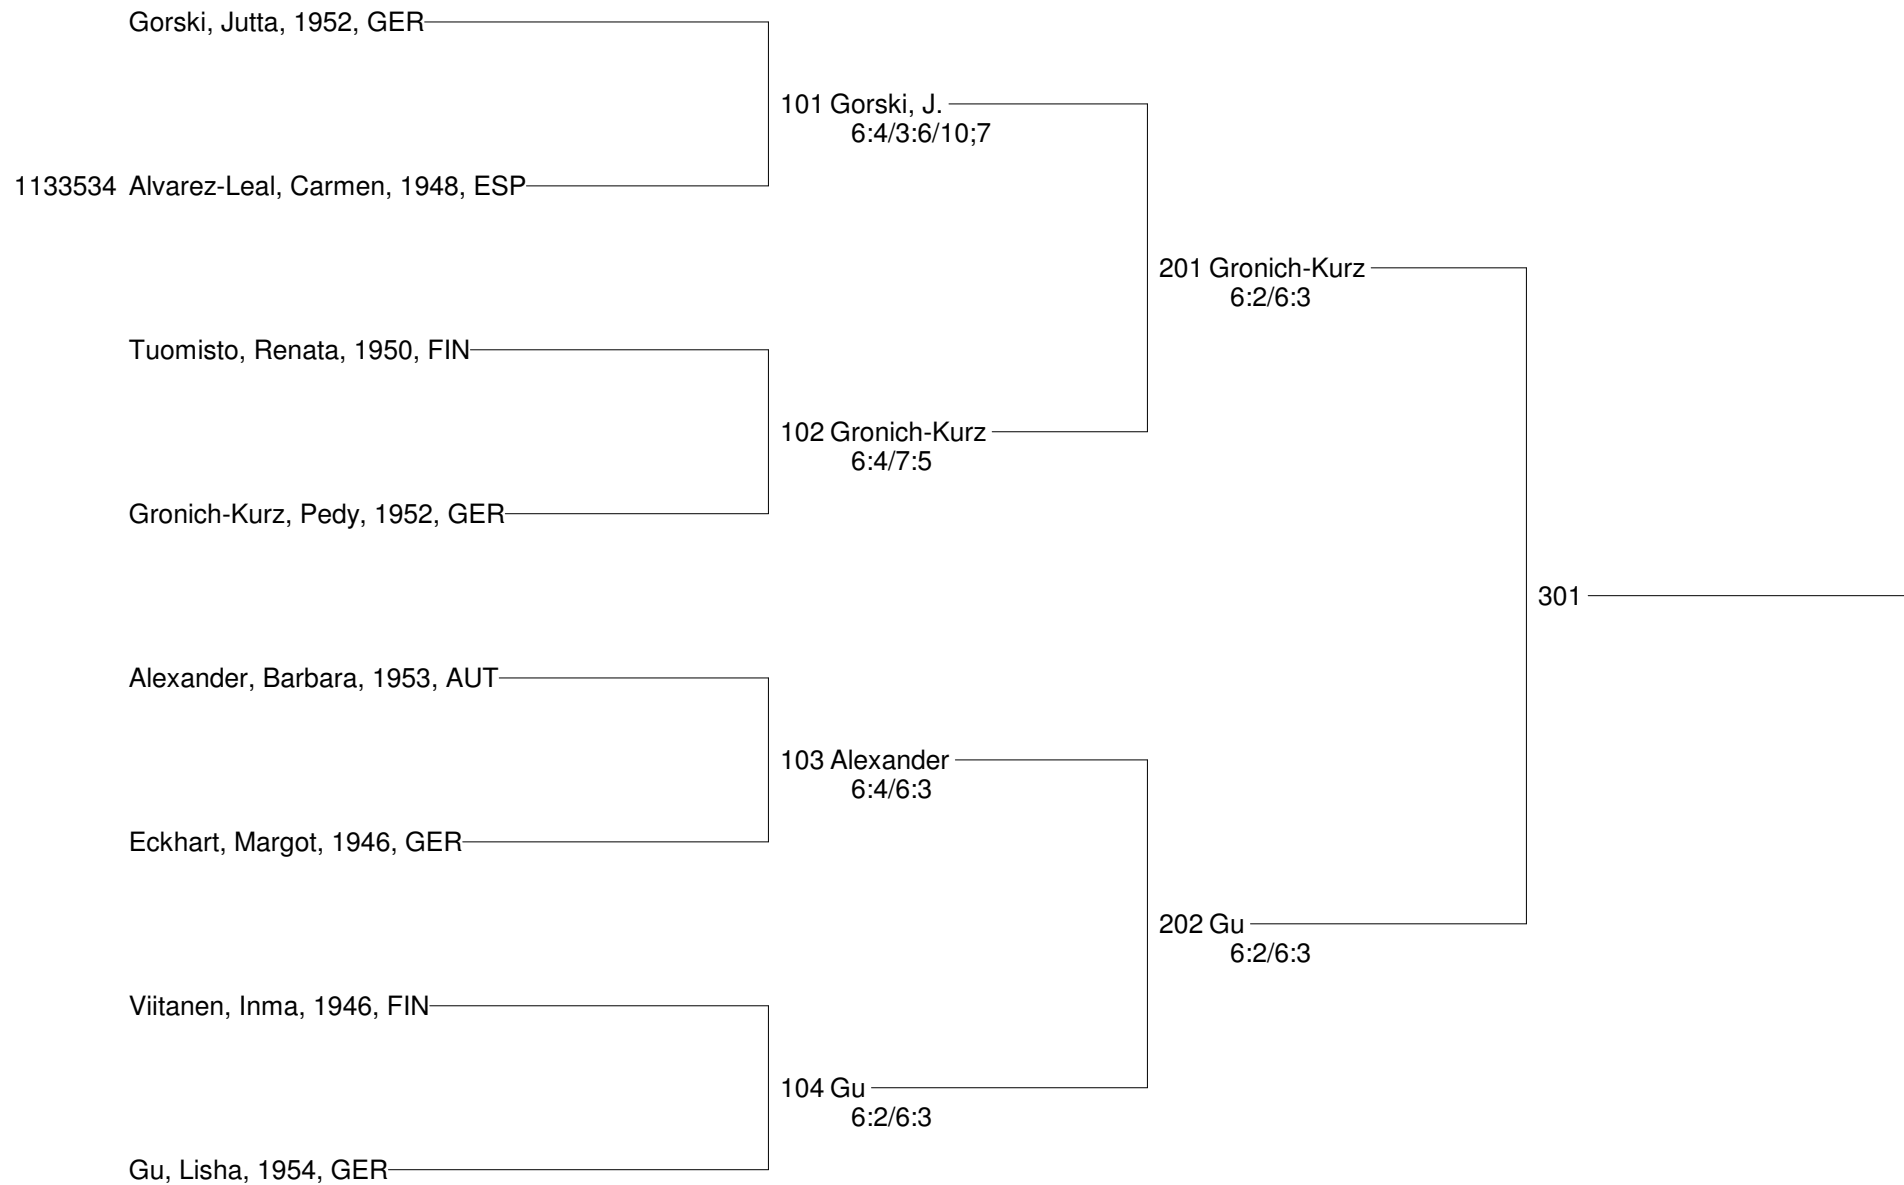 Gorski, Jutta, 1952, GER
101 Gorski, J.
6:4/3:6/10;7
1133534 Alvarez-Leal, Carmen, 1948, ESP
201 Gronich-Kurz
6:2/6:3
Tuomisto, Renata, 1950, FIN
102 Gronich-Kurz
6:4/7:5
Gronich-Kurz, Pedy, 1952, GER
301
Alexander, Barbara, 1953, AUT
103 Alexander
6:4/6:3
Eckhart, Margot, 1946, GER
202 Gu
6:2/6:3
Viitanen, Inma, 1946, FIN
104 Gu
6:2/6:3
Gu, Lisha, 1954, GER